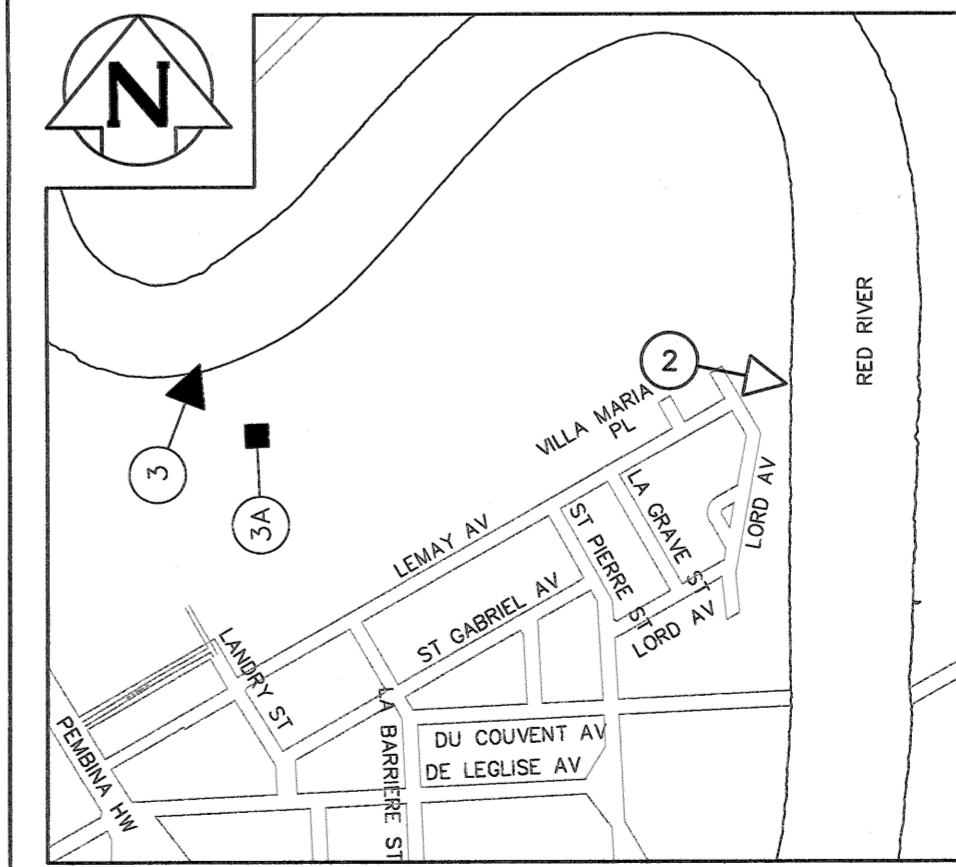 N
RED RIVER
2
VILLA MARIA
PL
3
3A
LEMAY AV
LA GRAVE ST
LORD AV
ST PIERRE ST
ST GABRIEL AV
LORD AV
LANDRY ST
LA BARRIERE ST
PEMBINA HW
DU COUVENT AV
DE LEGLISE AV